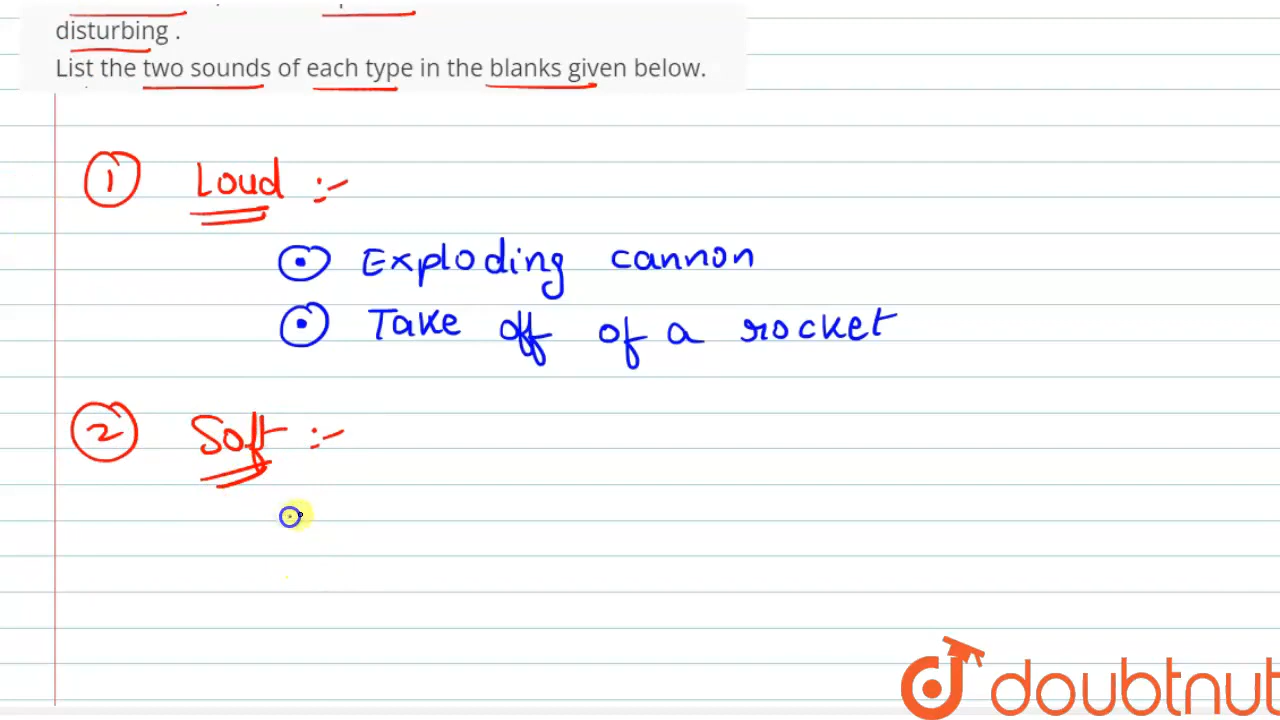 disturbing .
List the two sounds of each type in the blanks given below.
1 Loud :-
Exploding cannon
Take off of a rocket
2 Soft :-
doubtnut